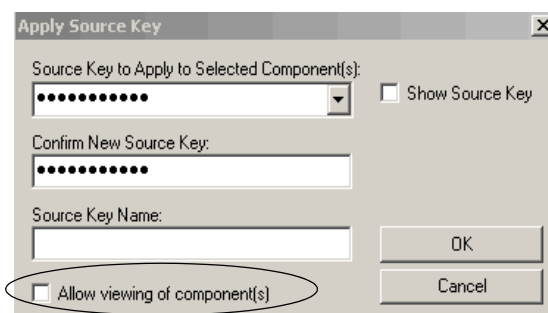 Apply Source Key
Source Key to Apply to Selected Component(s):
●●●●●●●●●●●
Show Source Key
Confirm New Source Key:
●●●●●●●●●●●
Source Key Name:
OK
Allow viewing of component(s)
Cancel